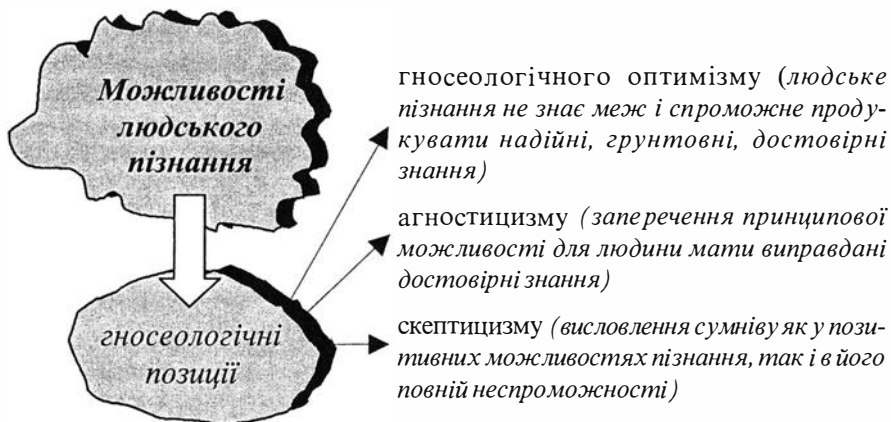 Можливості
людського
пізнання
гносеологічні
позиції
гносеологічного оптимізму (людське
пізнання не знає меж і спроможне проду-
кувати надійні, грунтовні, достовірні
знання)
агностицизму (заперечення принципової
можливості для людини мати виправдані
достовірні знання)
скептицизму (висловлення сумніву як у пози-
тивних можливостях пізнання, так і в його
повній неспроможності)